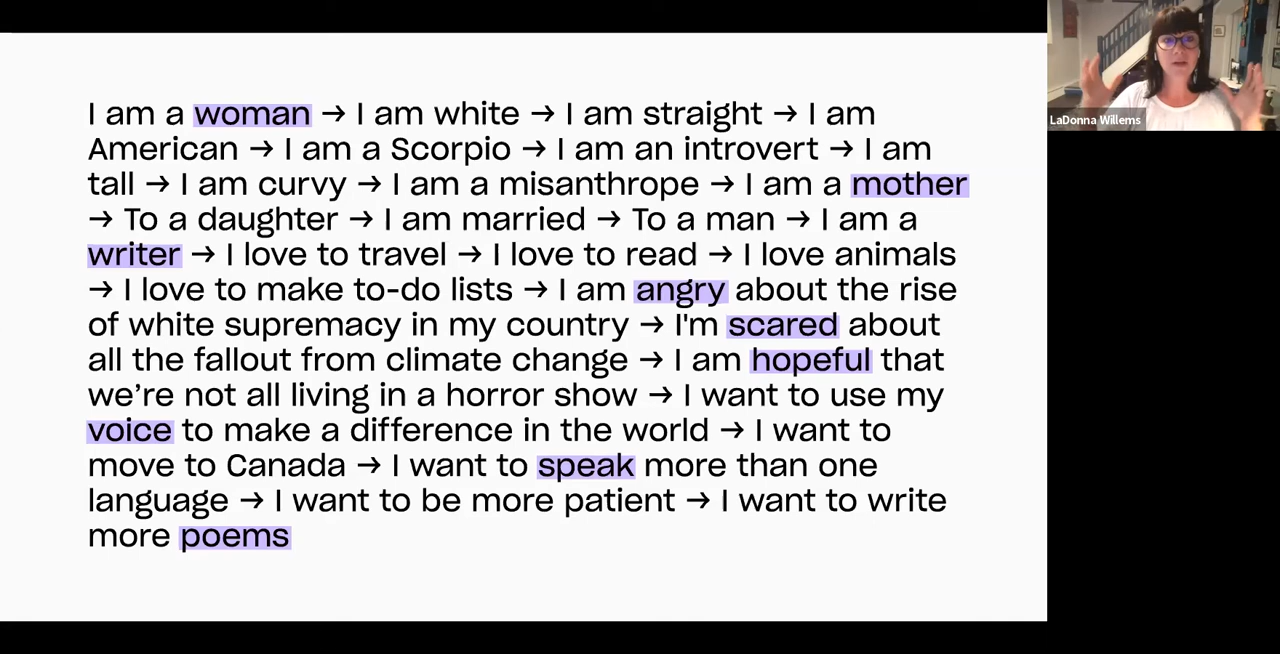 I am a woman → I am white → I am straight → I am
American → I am a Scorpio → I am an introvert → I am
tall → I am curvy → I am a misanthrope → I am a mother
→ To a daughter → I am married → To a man → I am a
writer → I love to travel → I love to read → I love animals
→ I love to make to-do lists → I am angry about the rise
of white supremacy in my country → I'm scared about
all the fallout from climate change → I am hopeful that
we’re not all living in a horror show → I want to use my
voice to make a difference in the world → I want to
move to Canada → I want to speak more than one
language → I want to be more patient → I want to write
more poems
LaDonna Willems